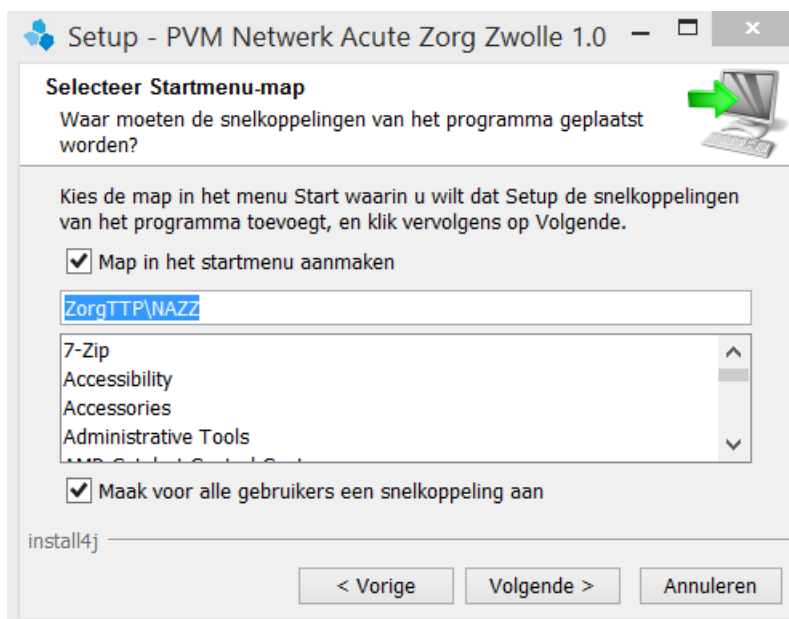 Setup - PVM Netwerk Acute Zorg Zwolle 1.0
Selecteer Startmenu-map
Waar moeten de snelkoppelingen van het programma geplaatst
worden?
Kies de map in het menu Start waarin u wilt dat Setup de snelkoppelingen
van het programma toevoegt, en klik vervolgens op Volgende.
Map in het startmenu aanmaken
ZorgTTP\NAZZ
7-Zip
Accessibility
Accessories
Administrative Tools
Maak voor alle gebruikers een snelkoppeling aan
install4j
< Vorige
Volgende >
Annuleren